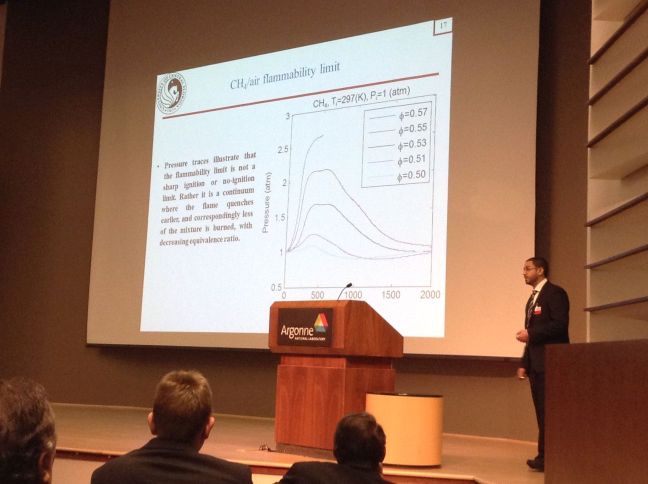 17
CH4/air flammability limit
CH4, Ti=297(K), Pi=1 (atm)
• Pressure traces illustrate that
the flammability limit is not a
sharp ignition or no-ignition
limit. Rather it is a continuum
where the flame quenches
earlier, and correspondingly less
of the mixture is burned, with
decreasing equivalence ratio.
Pressure (atm)
3
2.5
2
1.5
1
0.5
0
500
1000
1500
2000
ϕ=0.57
ϕ=0.55
ϕ=0.53
ϕ=0.51
ϕ=0.50
Argonne
NATIONAL LABORATORY